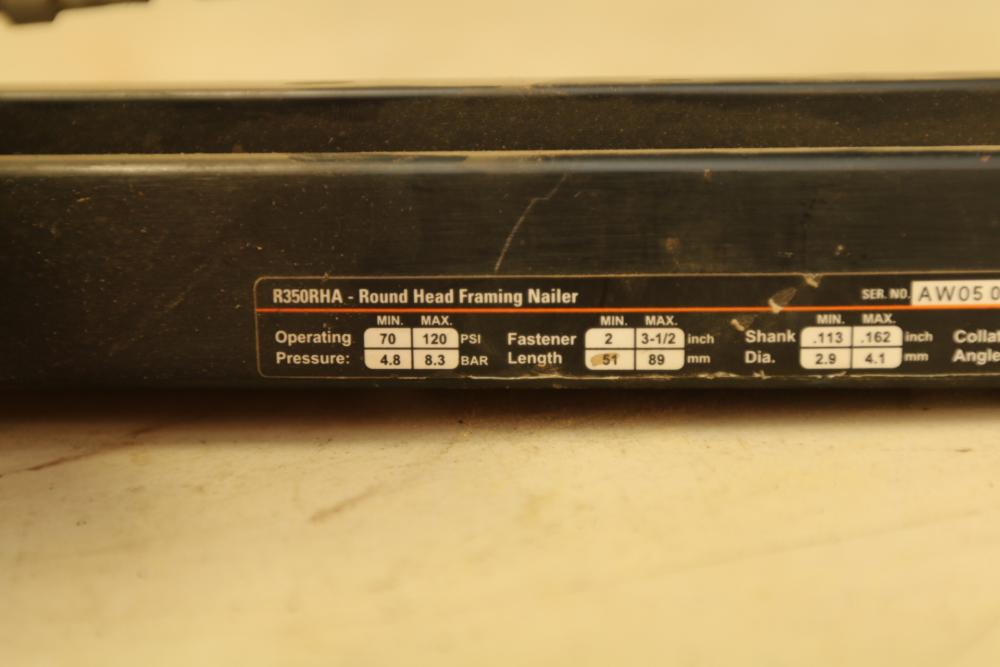 R350RHA - Round Head Framing Nailer SER. NO. AW050
MIN. MAX. MIN. MAX. MIN. MAX.
Operating 70 120 PSI Fastener 2 3-1/2 inch Shank .113 .162 inch
Pressure: 4.8 8.3 BAR Length 51 89 mm Dia. 2.9 4.1 mm Angle